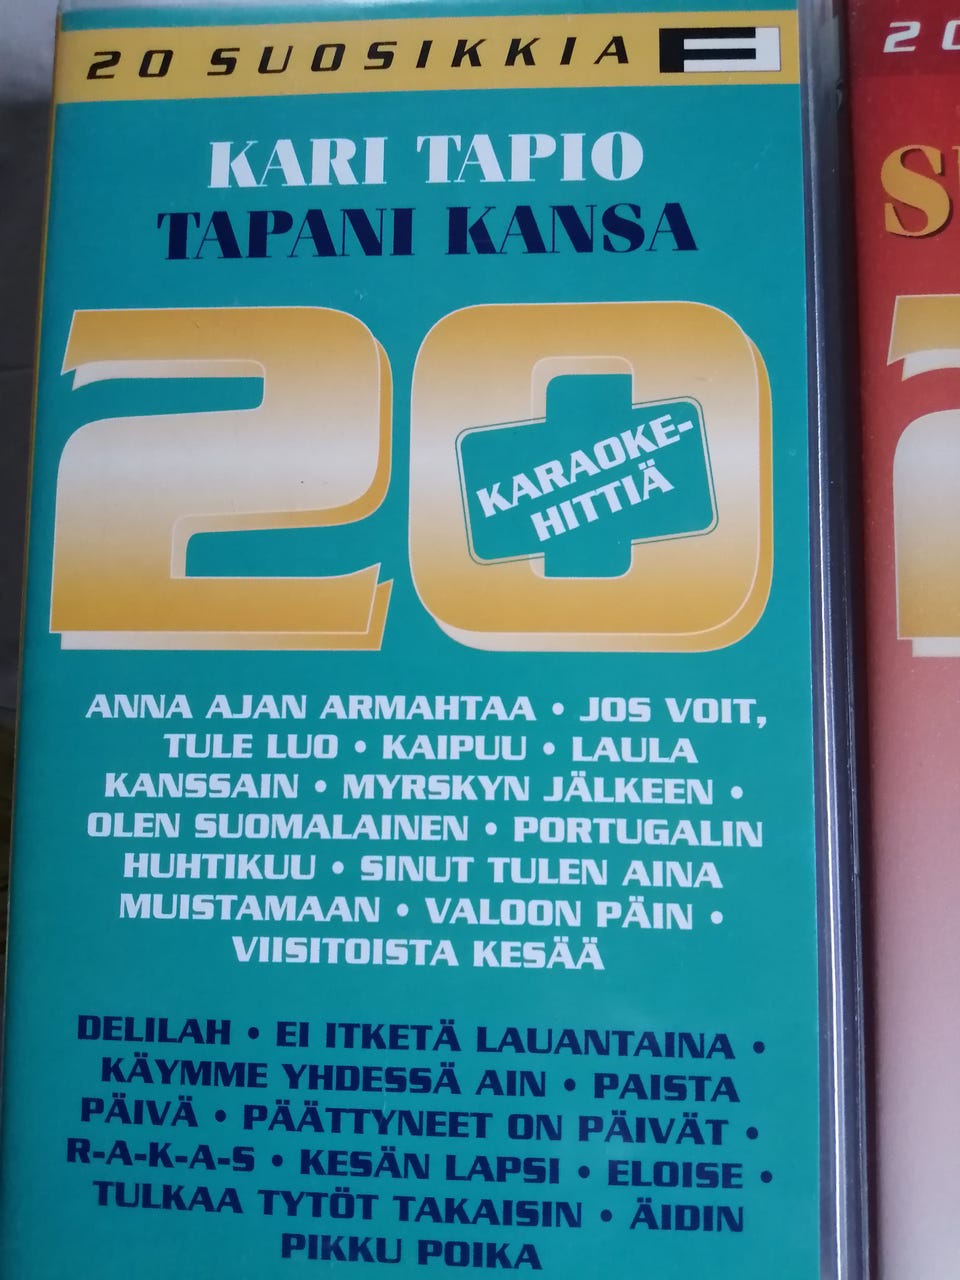 20 SUOSIKKIA F
KARI TAPIO
TAPANI KANSA
20
KARAOKE-
HITTIÄ
ANNA AJAN ARMAHTAA • JOS VOIT,
TULE LUO • KAIPUU • LAULA
KANSSAIN • MYRSKYN JÄLKEEN •
OLEN SUOMALAINEN • PORTUGALIN
HUHTIKUU • SINUT TULEN AINA
MUISTAMAAN • VALOON PÄIN •
VIISITOISTA KESÄÄ
DELILAH • EI ITKETÄ LAUANTAINA •
KÄYMME YHDESSÄ AIN • PAISTA
PÄIVÄ • PÄÄTTYNEET ON PÄIVÄT •
R-A-K-A-S • KESÄN LAPSI • ELOISE •
TULKAA TYTÖT TAKAISIN • ÄIDIN
PIKKU POIKA